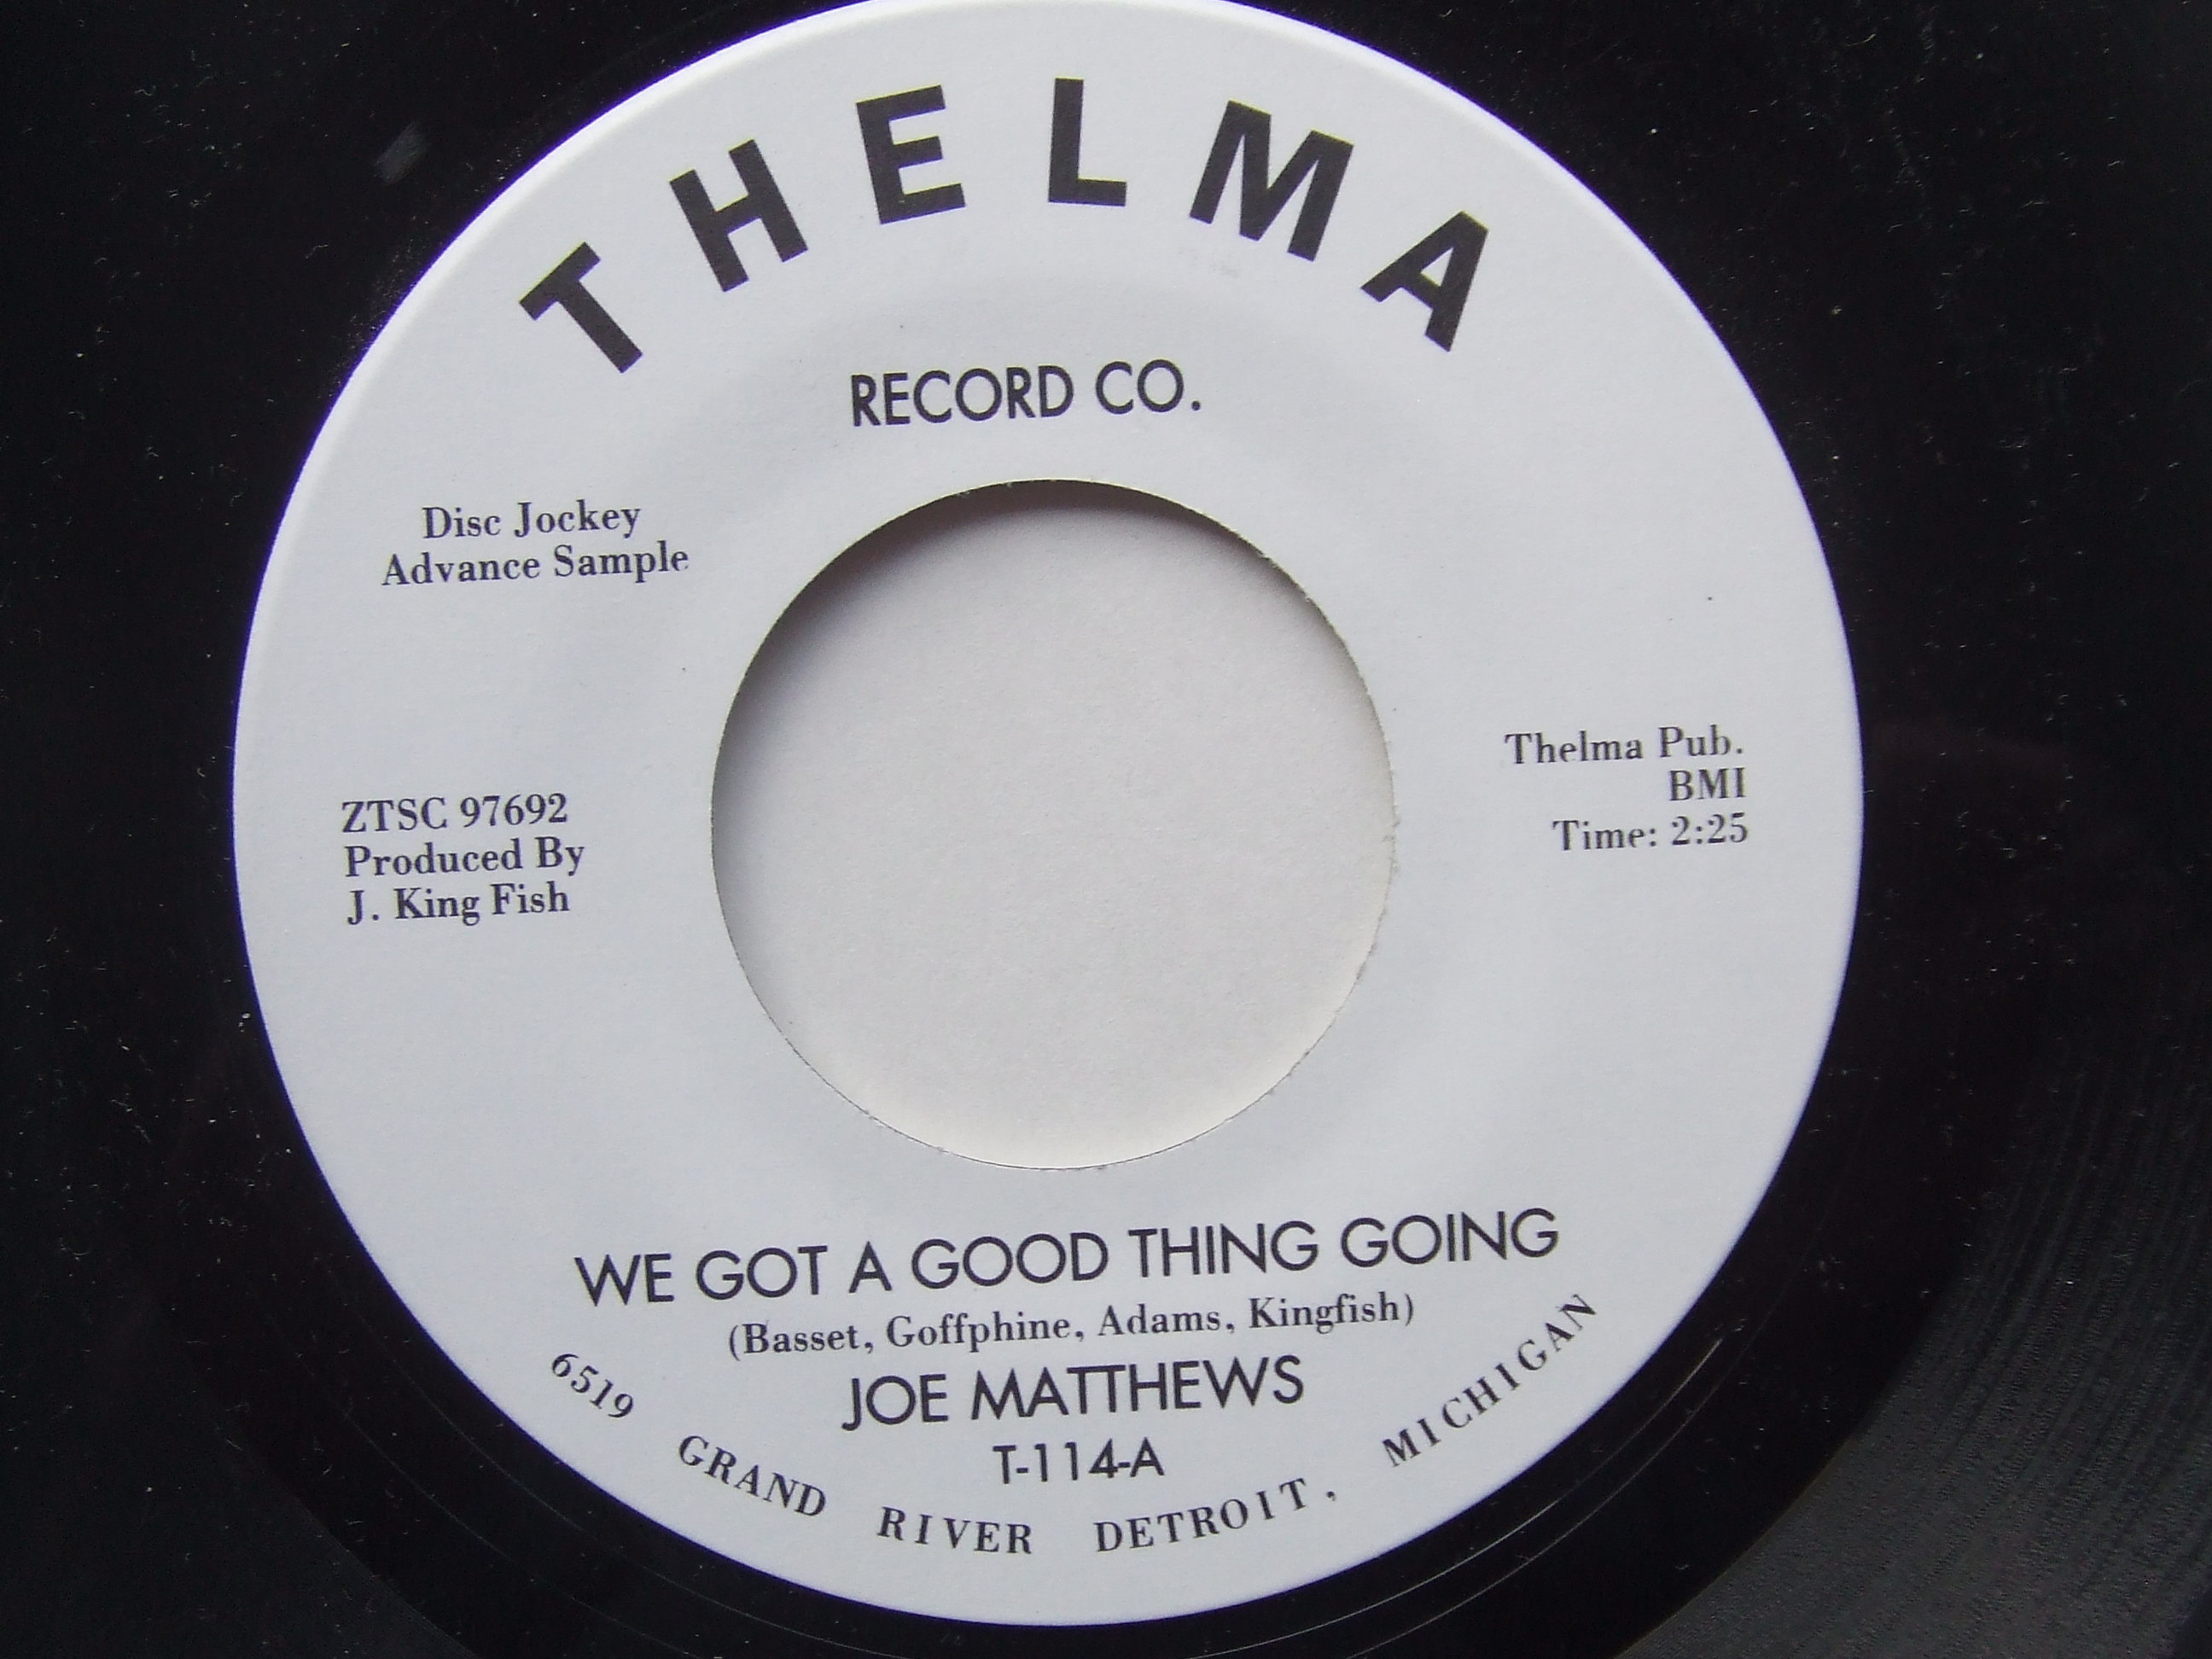 THELMA
RECORD CO.
Disc Jockey
Advance Sample
ZTSC 97692
Produced By
J. King Fish
Thelma Pub.
BMI
Time: 2:25
WE GOT A GOOD THING GOING
(Basset, Goffphine, Adams, Kingfish)
JOE MATTHEWS
T-114-A
6519 GRAND RIVER DETROIT, MICHIGAN